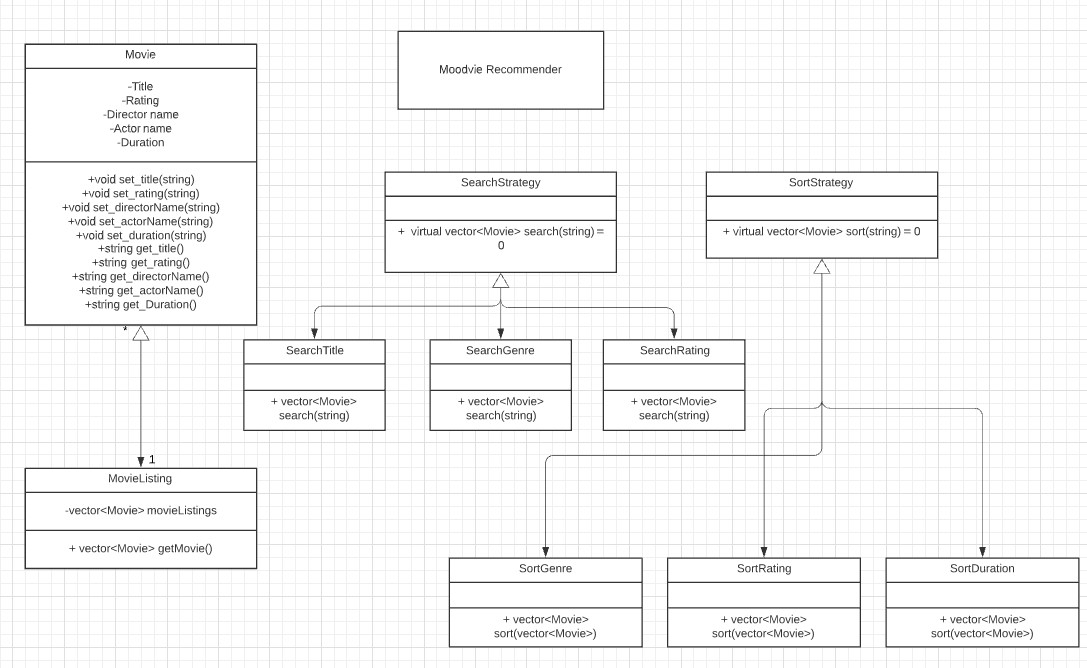 Movie
-Title
-Rating
-Director name
-Actor name
-Duration
+void set_title(string)
+void set_rating(string)
+void set_directorName(string)
+void set_actorName(string)
+void set_duration(string)
+string get_title()
+string get_rating()
+string get_directorName()
+string get_actorName()
+string get_Duration()
*
1
MovieListing
-vector<Movie> movieListings
+ vector<Movie> getMovie()
Moodvie Recommender
SearchStrategy
+ virtual vector<Movie> search(string) =
0
SearchTitle
+ vector<Movie>
search(string)
SearchGenre
+ vector<Movie>
search(string)
SearchRating
+ vector<Movie>
search(string)
SortStrategy
+ virtual vector<Movie> sort(string) = 0
SortGenre
+ vector<Movie>
sort(vector<Movie>)
SortRating
+ vector<Movie>
sort(vector<Movie>)
SortDuration
+ vector<Movie>
sort(vector<Movie>)